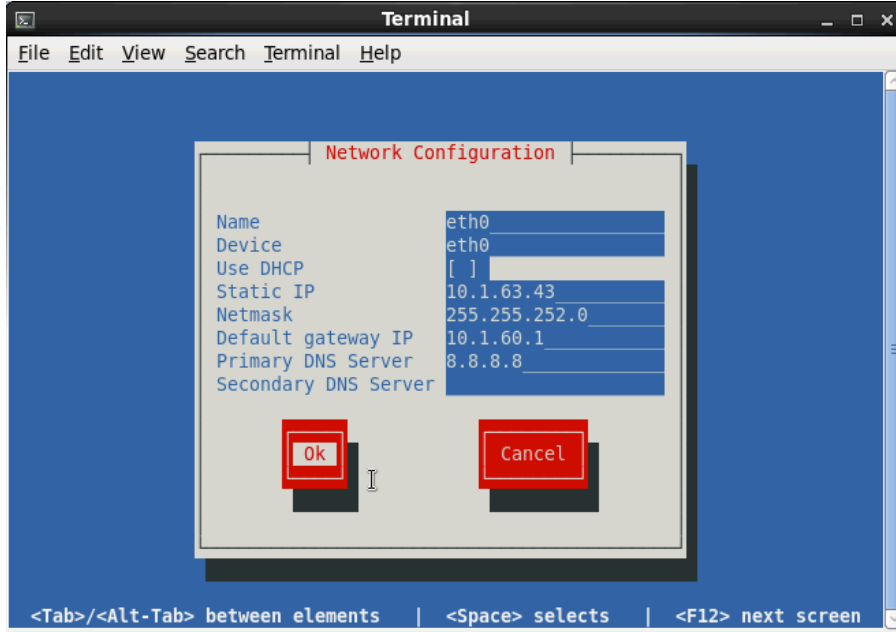 Terminal
File Edit View Search Terminal Help
Network Configuration
Name eth0
Device eth0
Use DHCP [ ]
Static IP 10.1.63.43
Netmask 255.255.252.0
Default gateway IP 10.1.60.1
Primary DNS Server 8.8.8.8
Secondary DNS Server
Ok Cancel
<Tab>/<Alt-Tab> between elements | <Space> selects | <F12> next screen